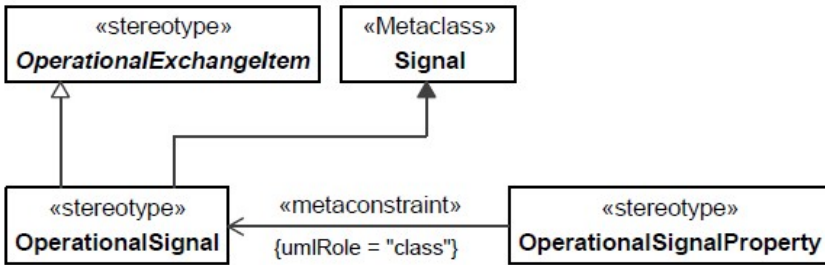 «stereotype»
OperationalExchangeItem
«Metaclass»
Signal
«stereotype»
OperationalSignal
«metaconstraint»
{umlRole = "class"}
«stereotype»
OperationalSignalProperty